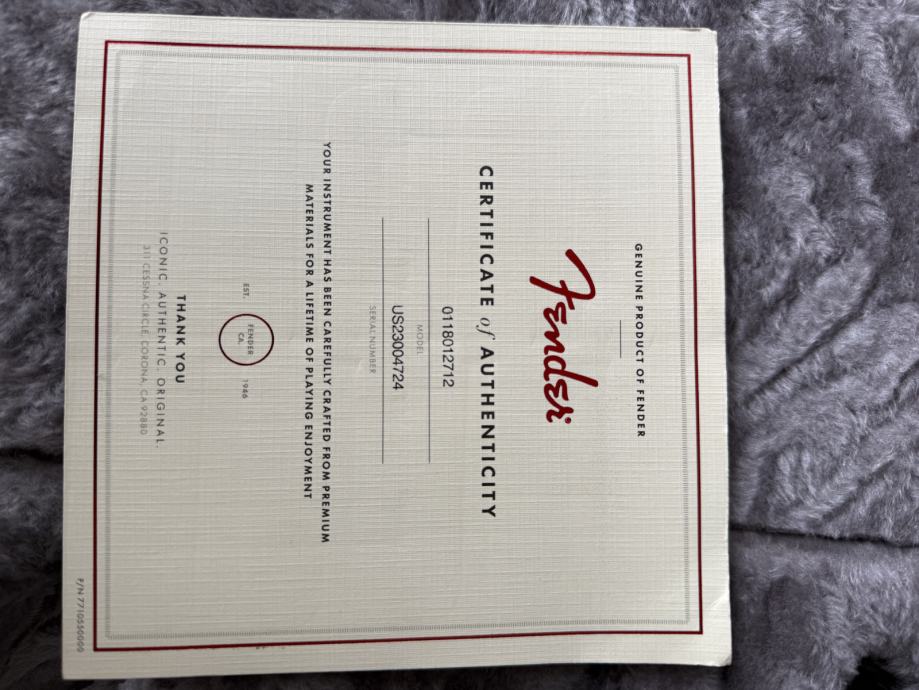 GENUINE PRODUCT OF FENDER
Fender
CERTIFICATE of AUTHENTICITY
0118012712
MODEL
US23004724
SERIAL NUMBER
YOUR INSTRUMENT HAS BEEN CAREFULLY CRAFTED FROM PREMIUM
MATERIALS FOR A LIFETIME OF PLAYING ENJOYMENT
EST. FENDER CA. 1946
THANK YOU
ICONIC. AUTHENTIC. ORIGINAL.
311 CESSNA CIRCLE, CORONA, CA 92880
P/N 7710550000